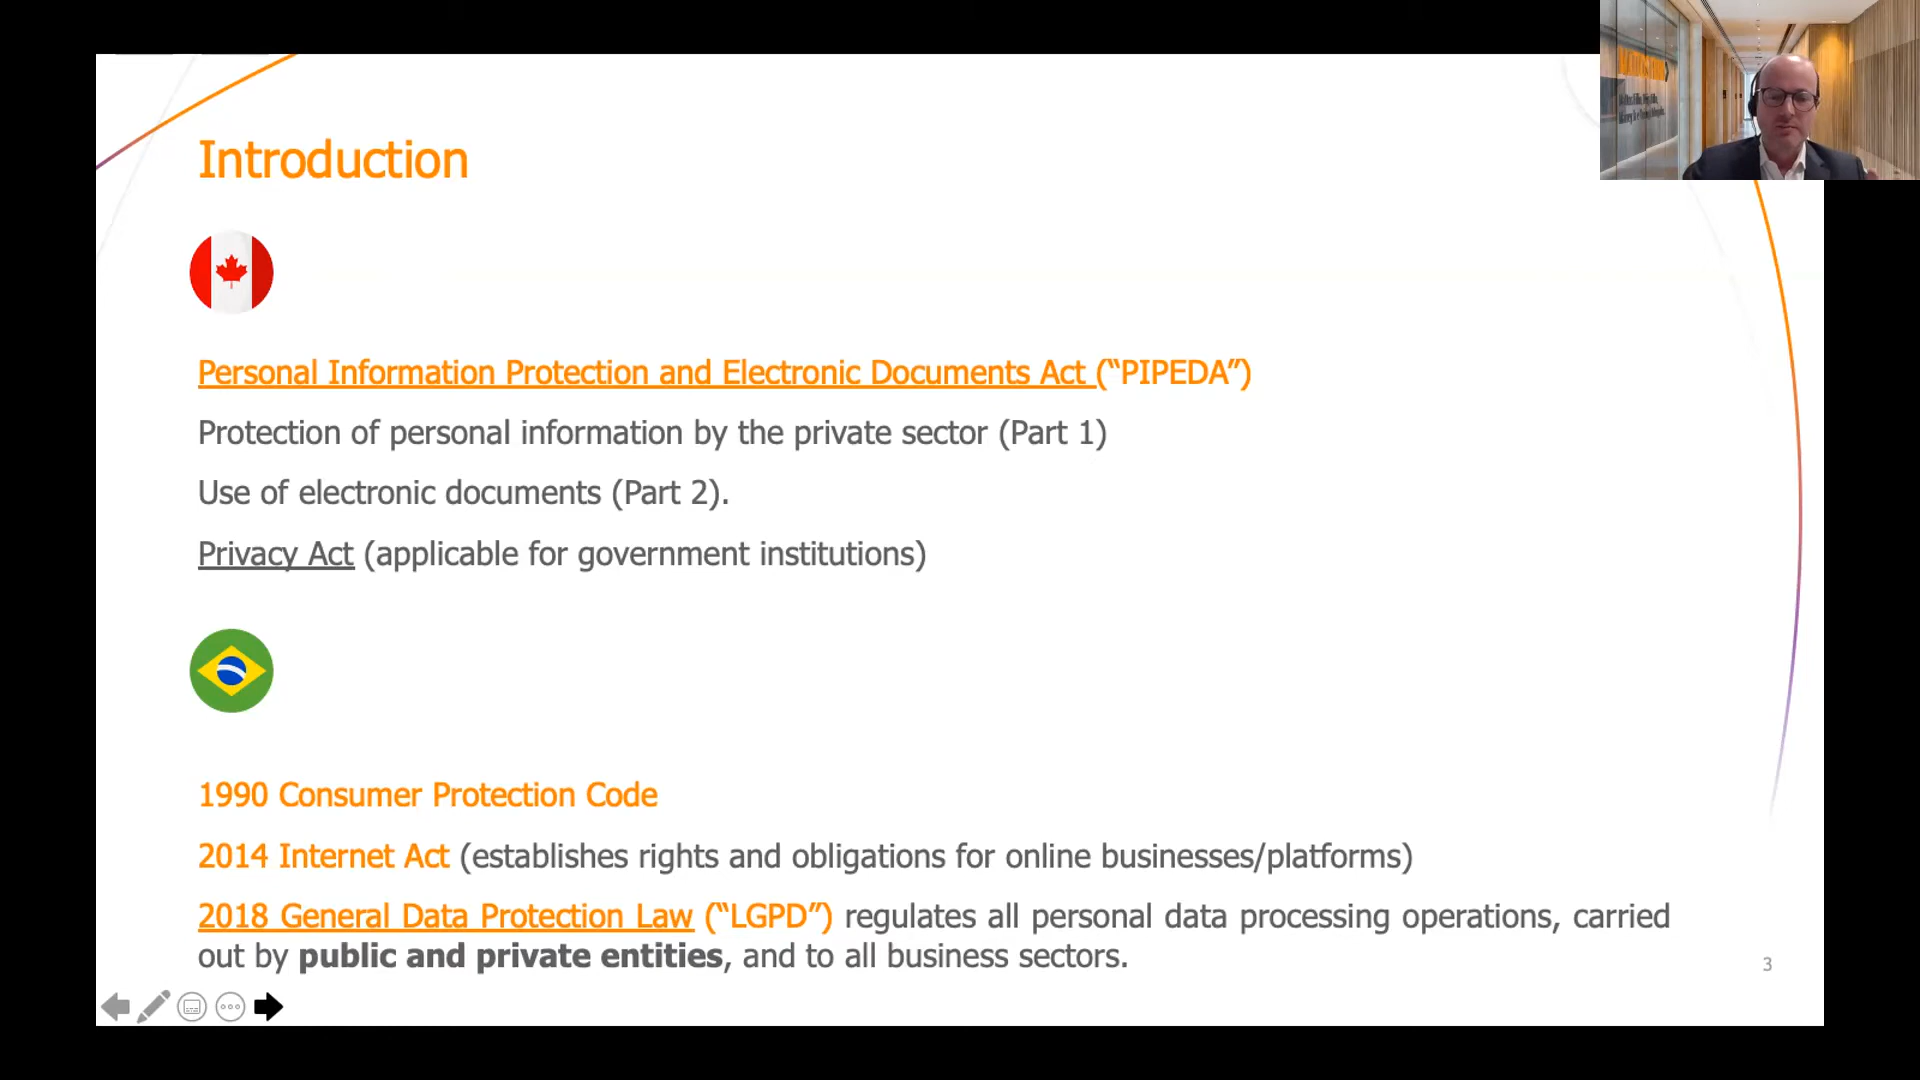 Introduction
Personal Information Protection and Electronic Documents Act (“PIPEDA”)
Protection of personal information by the private sector (Part 1)
Use of electronic documents (Part 2).
Privacy Act (applicable for government institutions)
1990 Consumer Protection Code
2014 Internet Act (establishes rights and obligations for online businesses/platforms)
2018 General Data Protection Law (“LGPD”) regulates all personal data processing operations, carried
out by public and private entities, and to all business sectors.
3